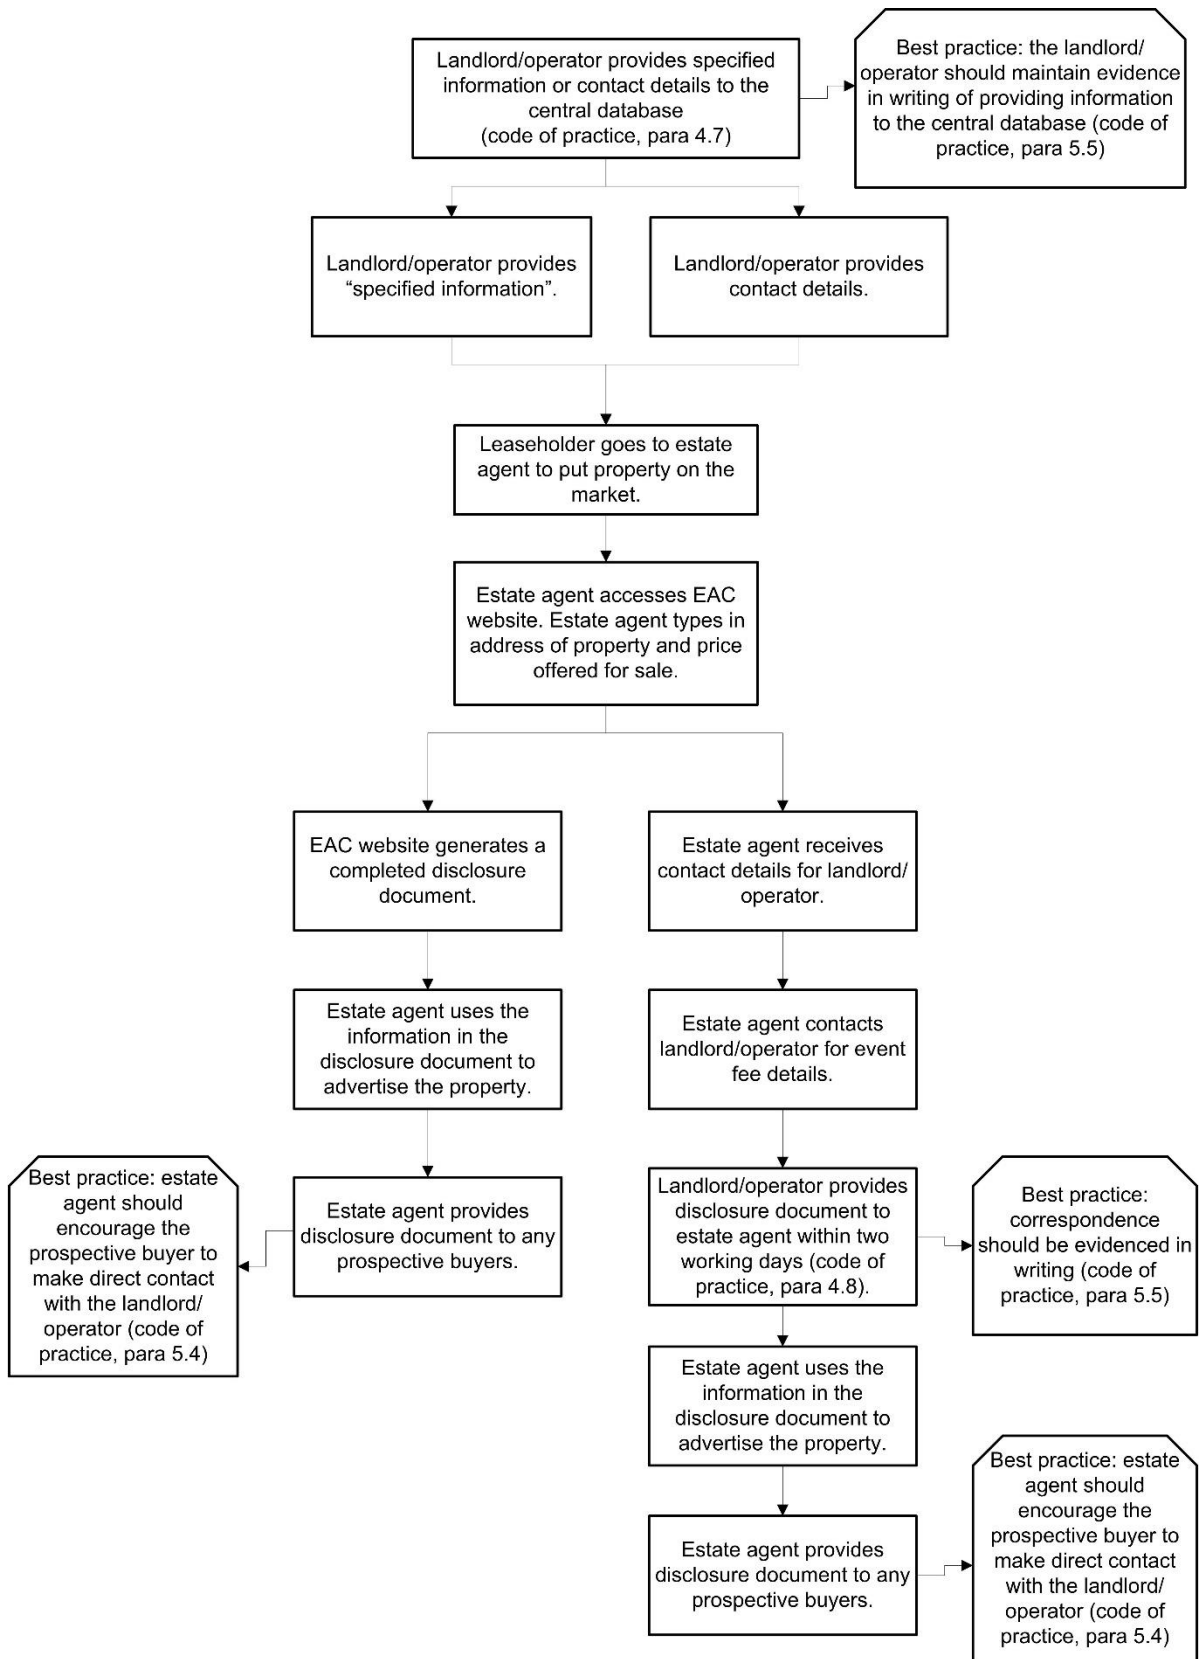 Landlord/operator provides specified
information or contact details to the
central database
(code of practice, para 4.7)
Best practice: the landlord/
operator should maintain evidence
in writing of providing information
to the central database (code of
practice, para 5.5)
Landlord/operator provides
“specified information”.
Landlord/operator provides
contact details.
Leaseholder goes to estate
agent to put property on the
market.
Estate agent accesses EAC
website. Estate agent types in
address of property and price
offered for sale.
EAC website generates a
completed disclosure
document.
Estate agent receives
contact details for landlord/
operator.
Estate agent uses the
information in the
disclosure document to
advertise the property.
Estate agent contacts
landlord/operator for event
fee details.
Best practice: estate
agent should
encourage the
prospective buyer to
make direct contact
with the landlord/
operator (code of
practice, para 5.4)
Estate agent provides
disclosure document to any
prospective buyers.
Landlord/operator provides
disclosure document to
estate agent within two
working days (code of
practice, para 4.8).
Best practice:
correspondence
should be evidenced in
writing (code of
practice, para 5.5)
Estate agent uses the
information in the
disclosure document to
advertise the property.
Estate agent provides
disclosure document to any
prospective buyers.
Best practice: estate
agent should
encourage the
prospective buyer to
make direct contact
with the landlord/
operator (code of
practice, para 5.4)